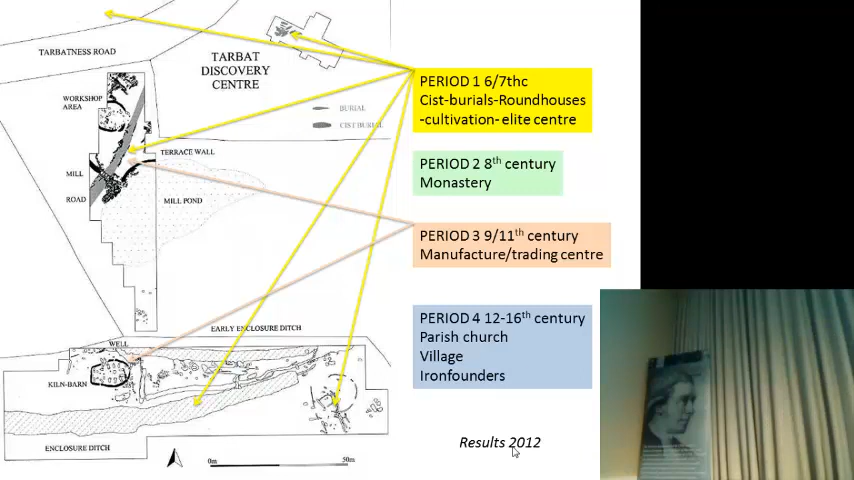 TARBATNESS ROAD
TARBAT
DISCOVERY
CENTRE
WORKSHOP
AREA
BURIAL
CIST BURIAL
TERRACE WALL
MILL
ROAD
MILL POND
EARLY ENCLOSURE DITCH
WELL
KILN-BARN
ENCLOSURE DITCH
0m
50m
PERIOD 1 6/7thc
Cist-burials-Roundhouses
-cultivation- elite centre
PERIOD 2 8th century
Monastery
PERIOD 3 9/11th century
Manufacture/trading centre
PERIOD 4 12-16th century
Parish church
Village
Ironfounders
Results 2012